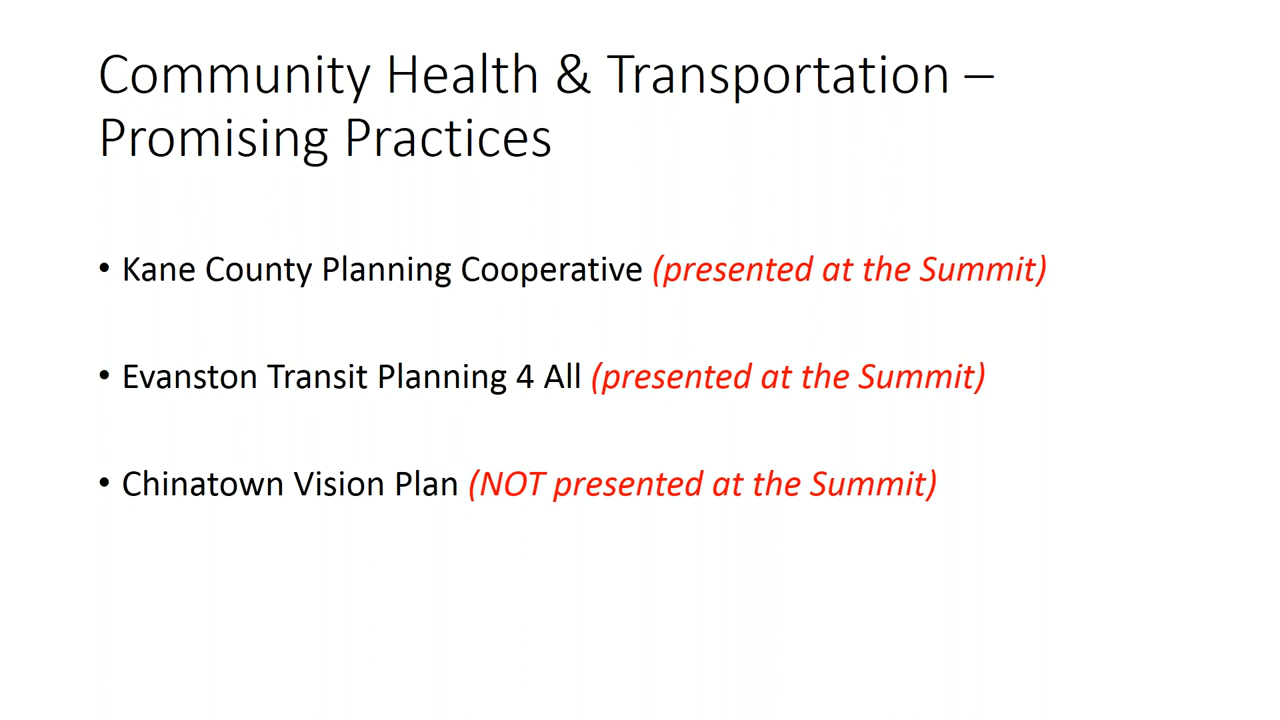 Community Health & Transportation –
Promising Practices
• Kane County Planning Cooperative (presented at the Summit)
• Evanston Transit Planning 4 All (presented at the Summit)
• Chinatown Vision Plan (NOT presented at the Summit)